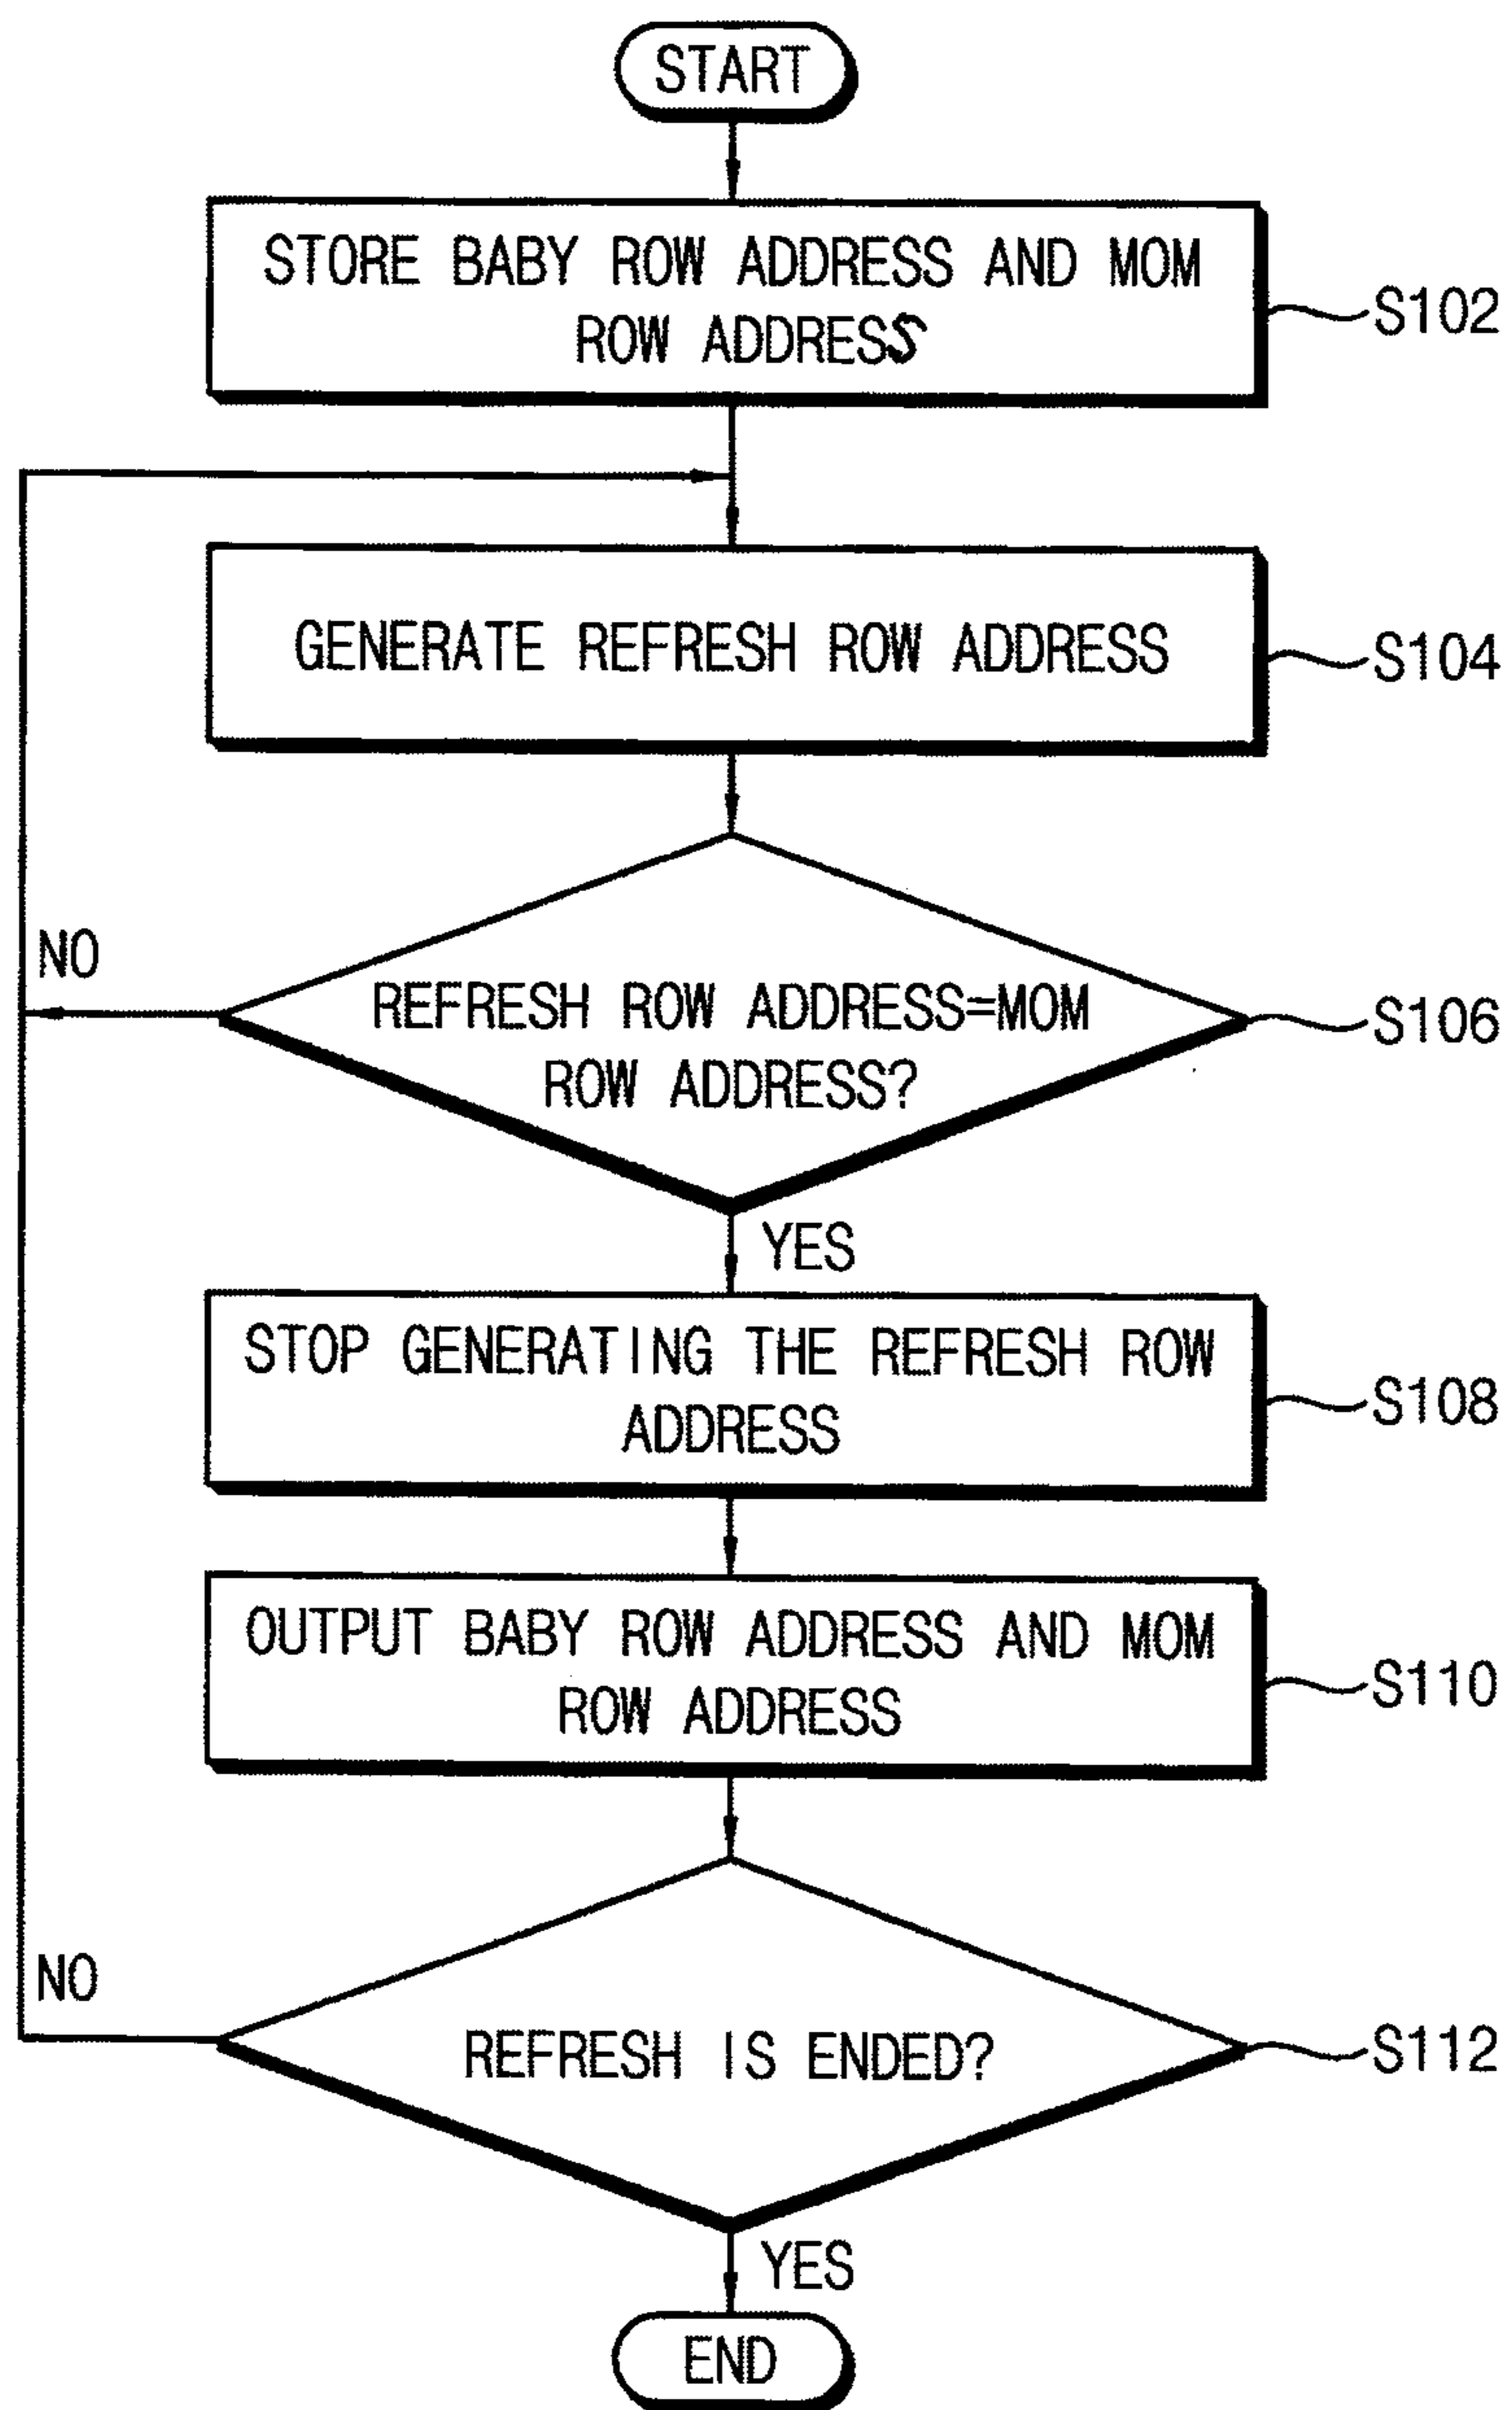 START
STORE BABY ROW ADDRESS AND MOM
ROW ADDRESS
S102
GENERATE REFRESH ROW ADDRESS
S104
NO
REFRESH ROW ADDRESS=MOM
ROW ADDRESS?
S106
YES
STOP GENERATING THE REFRESH ROW
ADDRESS
S108
OUTPUT BABY ROW ADDRESS AND MOM
ROW ADDRESS
S110
NO
REFRESH IS ENDED?
S112
YES
END